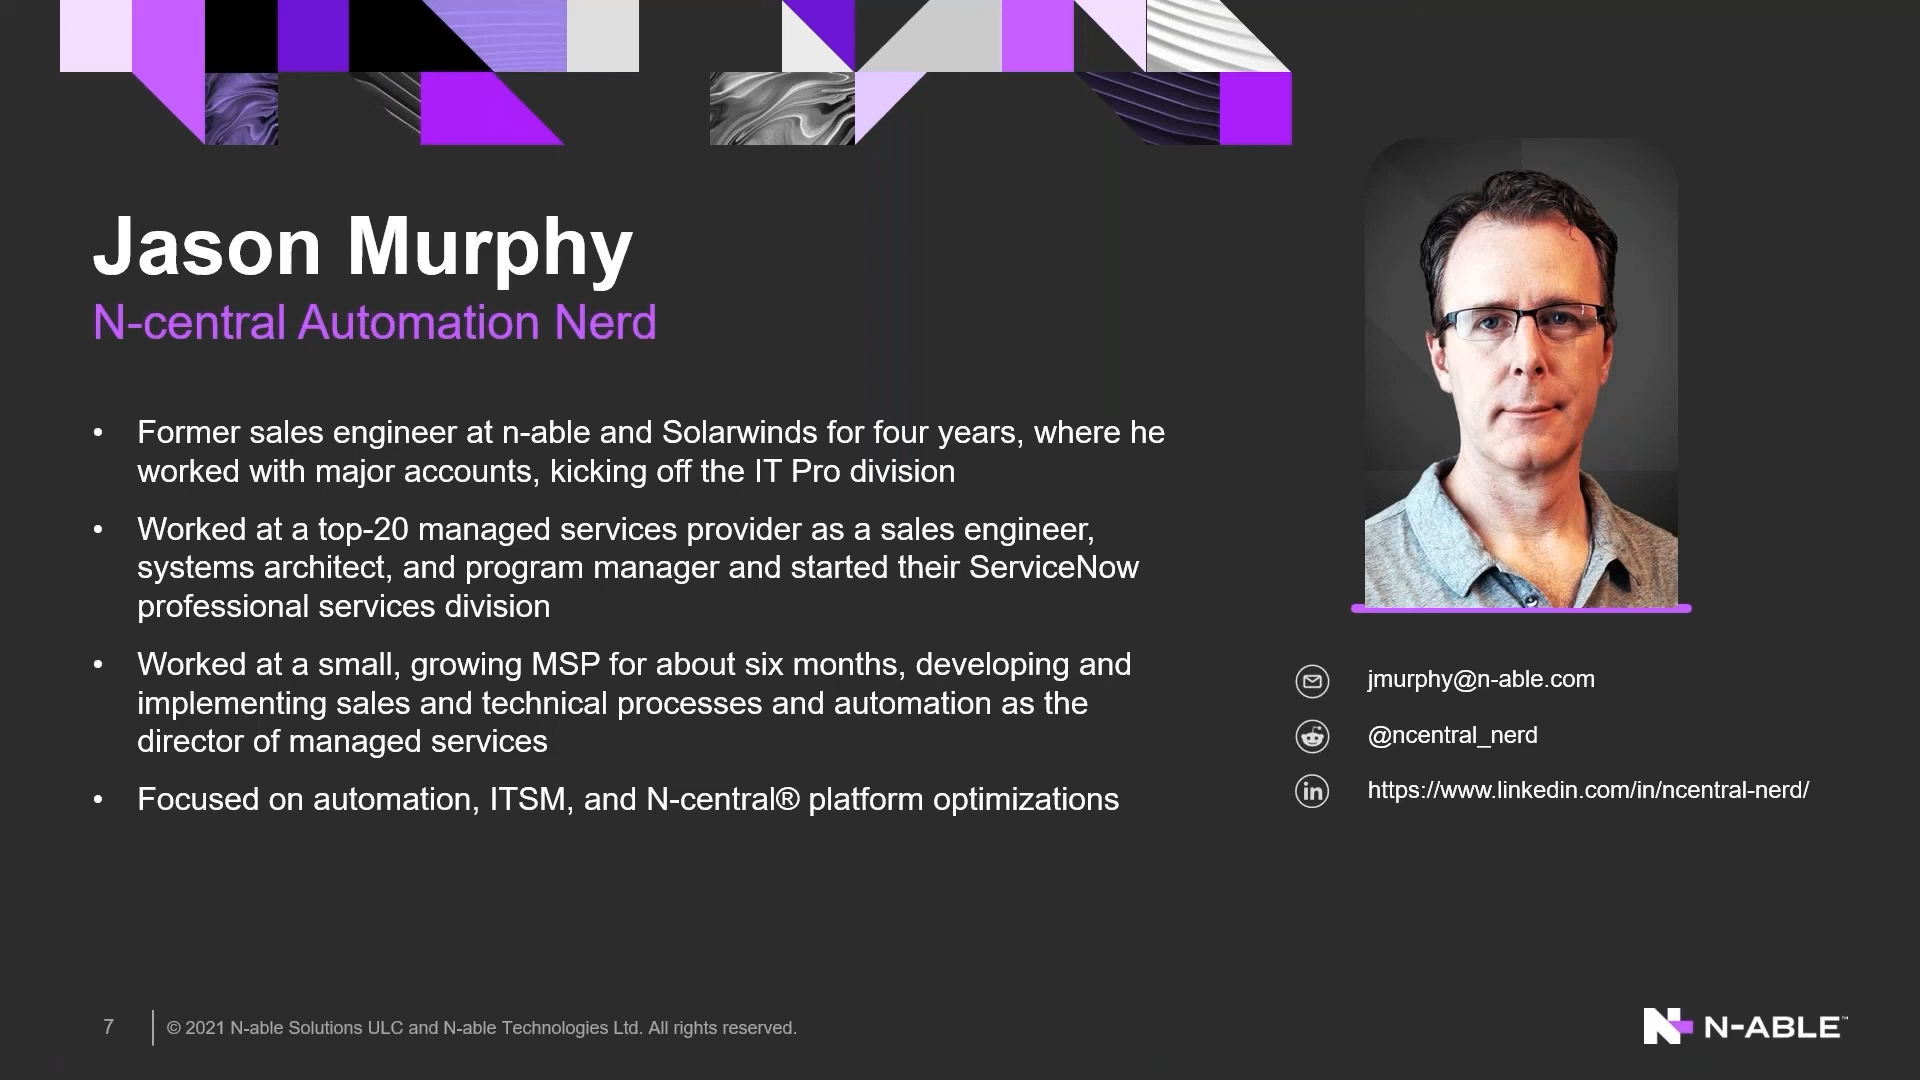 Jason Murphy
N-central Automation Nerd
• Former sales engineer at n-able and Solarwinds for four years, where he
worked with major accounts, kicking off the IT Pro division
• Worked at a top-20 managed services provider as a sales engineer,
systems architect, and program manager and started their ServiceNow
professional services division
• Worked at a small, growing MSP for about six months, developing and
implementing sales and technical processes and automation as the
director of managed services
• Focused on automation, ITSM, and N-central® platform optimizations
jmurphy@n-able.com
@ncentral_nerd
in https://www.linkedin.com/in/ncentral-nerd/
7 © 2021 N-able Solutions ULC and N-able Technologies Ltd. All rights reserved.
N-ABLE™